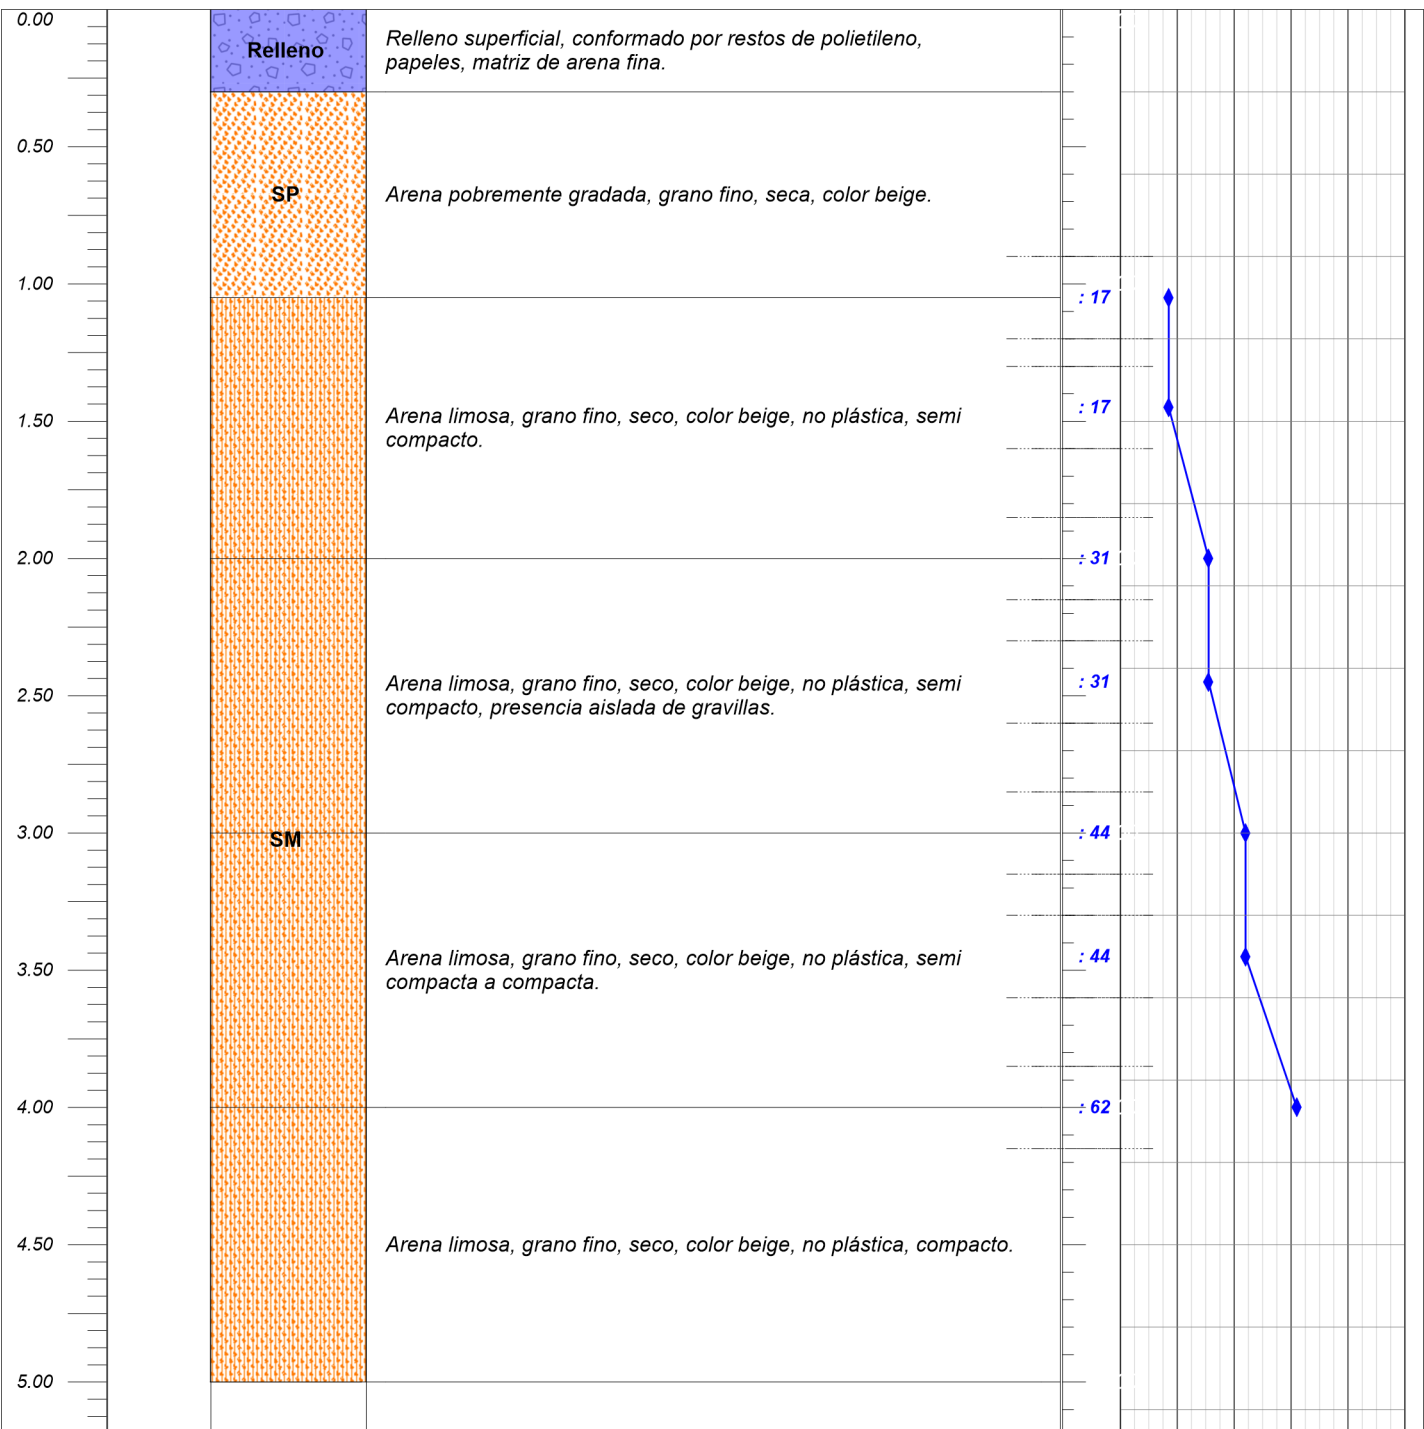 0.00
Relleno
Relleno superficial, conformado por restos de polietileno,
papeles, matriz de arena fina.
0.50
SP
Arena pobremente gradada, grano fino, seca, color beige.
1.00
: 17
: 17
Arena limosa, grano fino, seco, color beige, no plástica, semi
compacto.
1.50
2.00
: 31
2.50
: 31
Arena limosa, grano fino, seco, color beige, no plástica, semi
compacto, presencia aislada de gravillas.
3.00
SM
: 44
3.50
: 44
Arena limosa, grano fino, seco, color beige, no plástica, semi
compacta a compacta.
4.00
: 62
4.50
Arena limosa, grano fino, seco, color beige, no plástica, compacto.
5.00